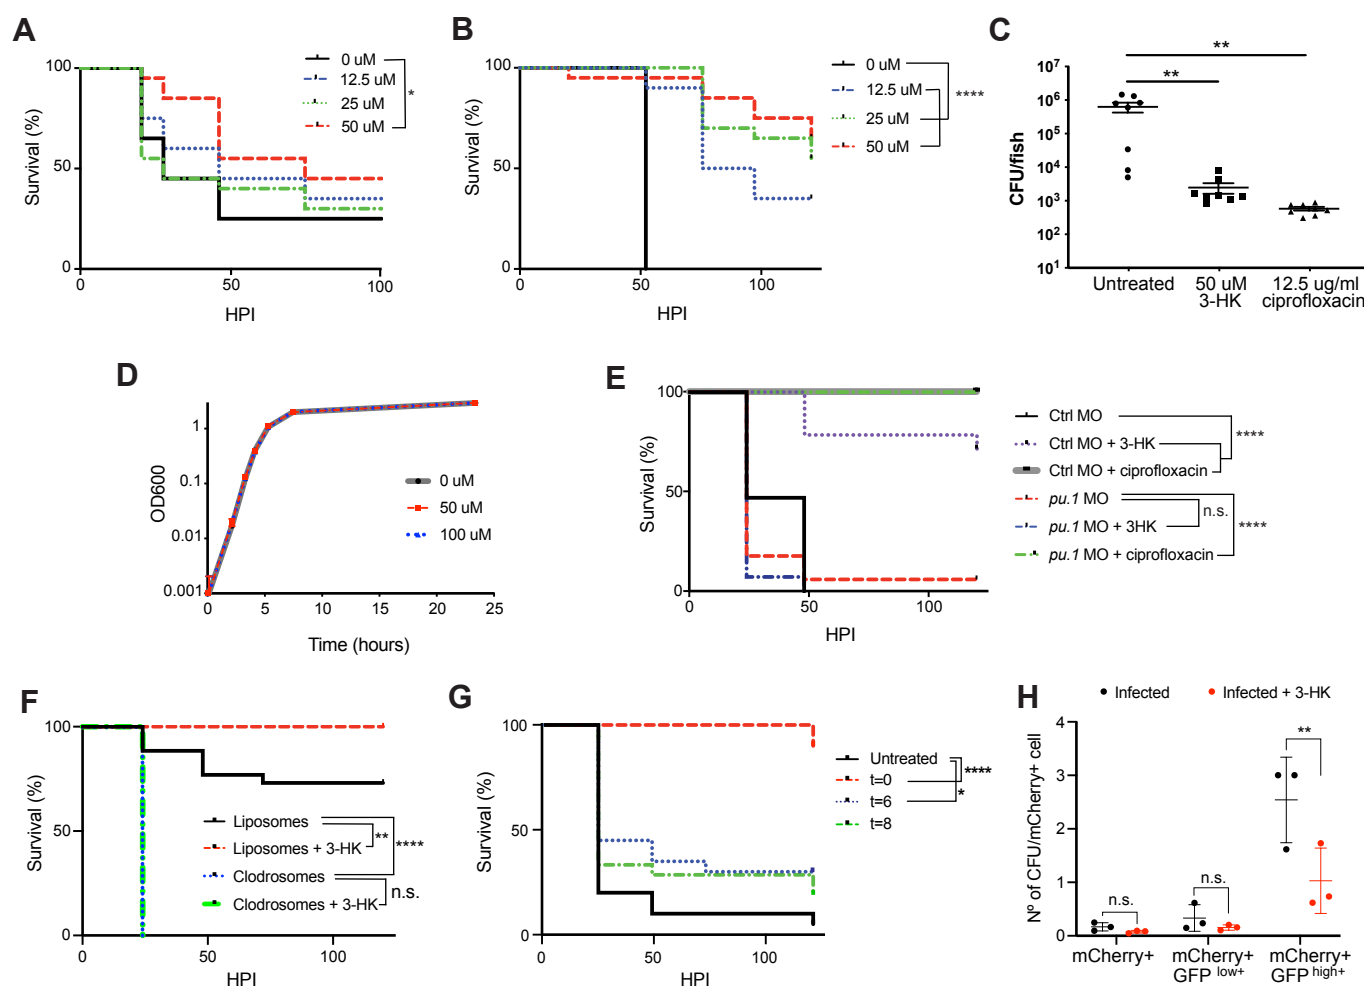 A
100
50
0
Survival (%)
0
50
100
HPI
0 uM
12.5 uM
25 uM
50 uM
*
B
100
50
0
Survival (%)
0
50
100
HPI
0 uM
12.5 uM
25 uM
50 uM
****
C
**
**
10⁷
10⁶
10⁵
10⁴
10³
10²
10¹
CFU/fish
Untreated
50 uM
3-HK
12.5 ug/ml
ciprofloxacin
D
1
0.1
0.01
0.001
OD600
0
5
10
15
20
25
Time (hours)
0 uM
50 uM
100 uM
E
100
50
0
Survival (%)
0
50
100
HPI
Ctrl MO
Ctrl MO + 3-HK
Ctrl MO + ciprofloxacin
pu.1 MO
pu.1 MO + 3HK
pu.1 MO + ciprofloxacin
****
n.s.
****
F
100
50
0
Survival (%)
0
50
100
HPI
Liposomes
Liposomes + 3-HK
Clodrosomes
Clodrosomes + 3-HK
**
****
n.s.
G
100
50
0
Survival (%)
0
50
100
HPI
Untreated
t=0
t=6
t=8
****
*
H
Infected
Infected + 3-HK
4
3
2
1
0
Nº of CFU/mCherry+ cell
n.s.
n.s.
**
mCherry+
mCherry+
GFP low+
mCherry+
GFP high+